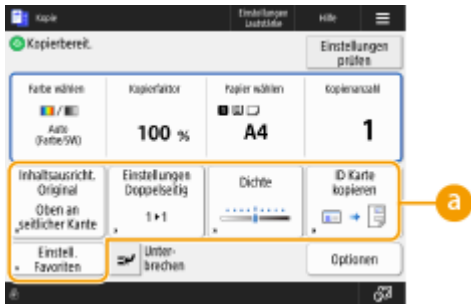 Kopie
Einstellungen
Leuchtstärke
Hilfe
Kopierbereit.
Einstellungen
prüfen
Farbe wählen
Kopierfaktor
Papier wählen
Kopienanzahl
Auto
(Farbe/SW)
100 %
A4
1
Inhaltsausricht.
Original
Oben an
seitlicher Kante
Einstellungen
Doppelseitig
1▸1
Dichte
ID Karte
kopieren
a
Einstell.
Favoriten
Unter-
brechen
Optionen